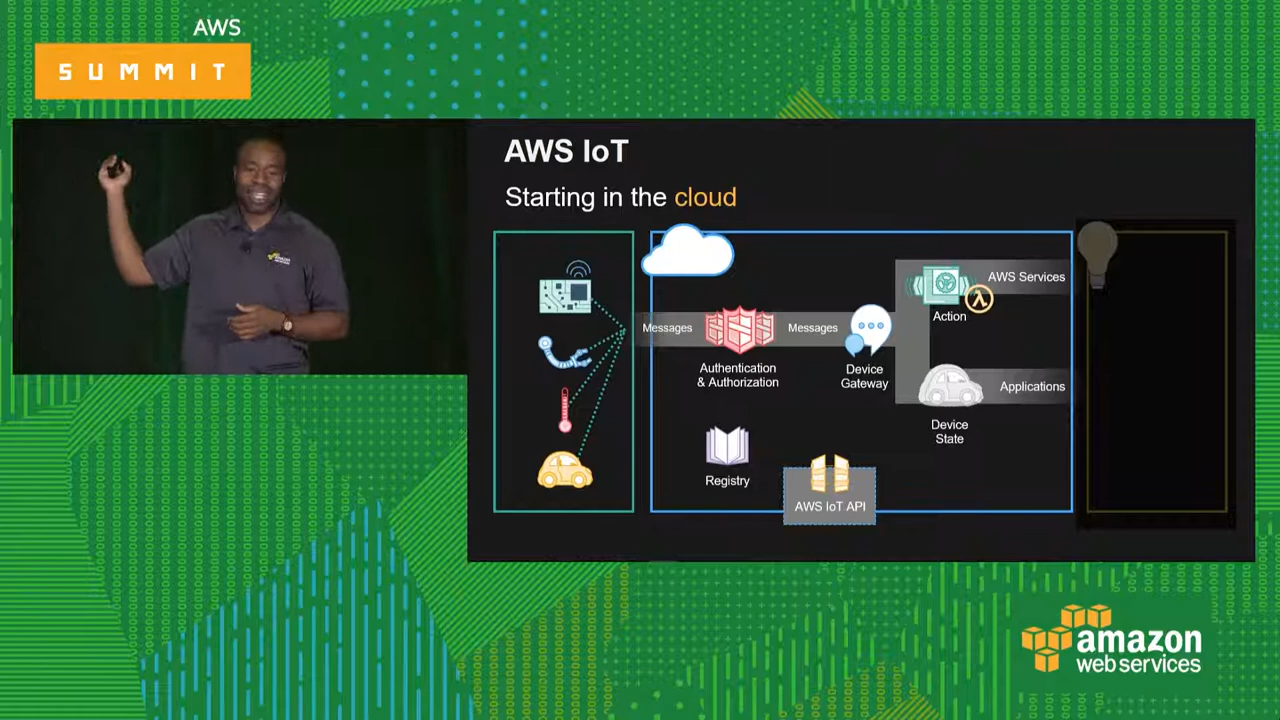 AWS
SUMMIT
AWS IoT
Starting in the cloud
Messages
Messages
AWS Services
Action
Authentication
& Authorization
Device
Gateway
Applications
Device
State
Registry
AWS IoT API
amazon
web services